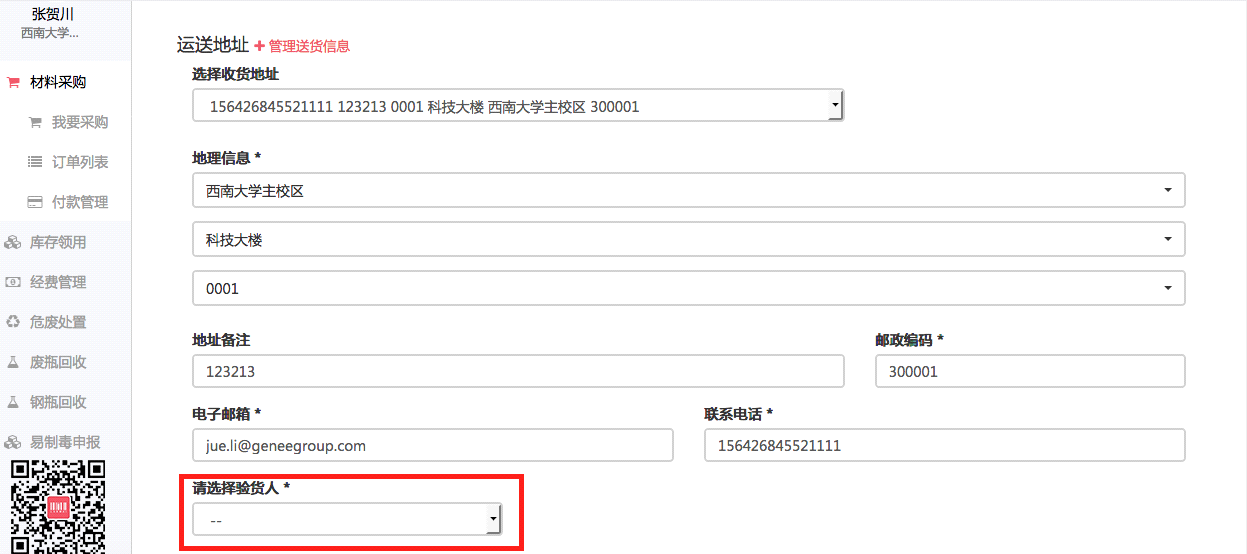 张贺川
西南大学...
材料采购
我要采购
订单列表
付款管理
库存领用
经费管理
危废处置
废瓶回收
钢瓶回收
易制毒申报
运送地址 + 管理送货信息
选择收货地址
156426845521111 123213 0001 科技大楼 西南大学主校区 300001
地理信息 *
西南大学主校区
科技大楼
0001
地址备注
邮政编码 *
123213
300001
电子邮箱 *
联系电话 *
jue.li@geneegroup.com
156426845521111
请选择验货人 *
--